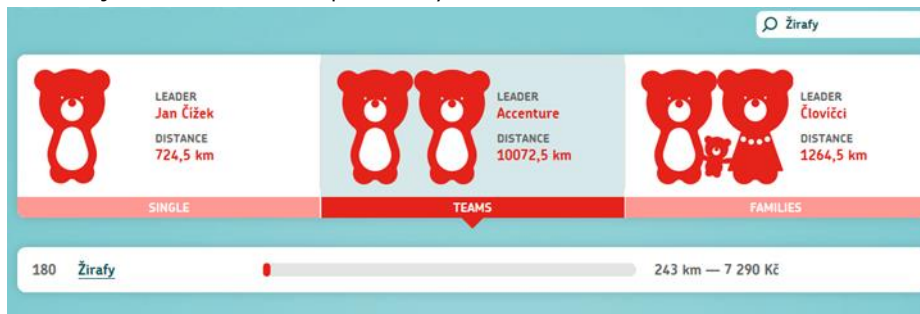 Žirafy
LEADER
Jan Čížek
DISTANCE
724,5 km
SINGLE
LEADER
Accenture
DISTANCE
10072,5 km
TEAMS
LEADER
Človíčci
DISTANCE
1264,5 km
FAMILIES
180 Žirafy 243 km — 7 290 Kč